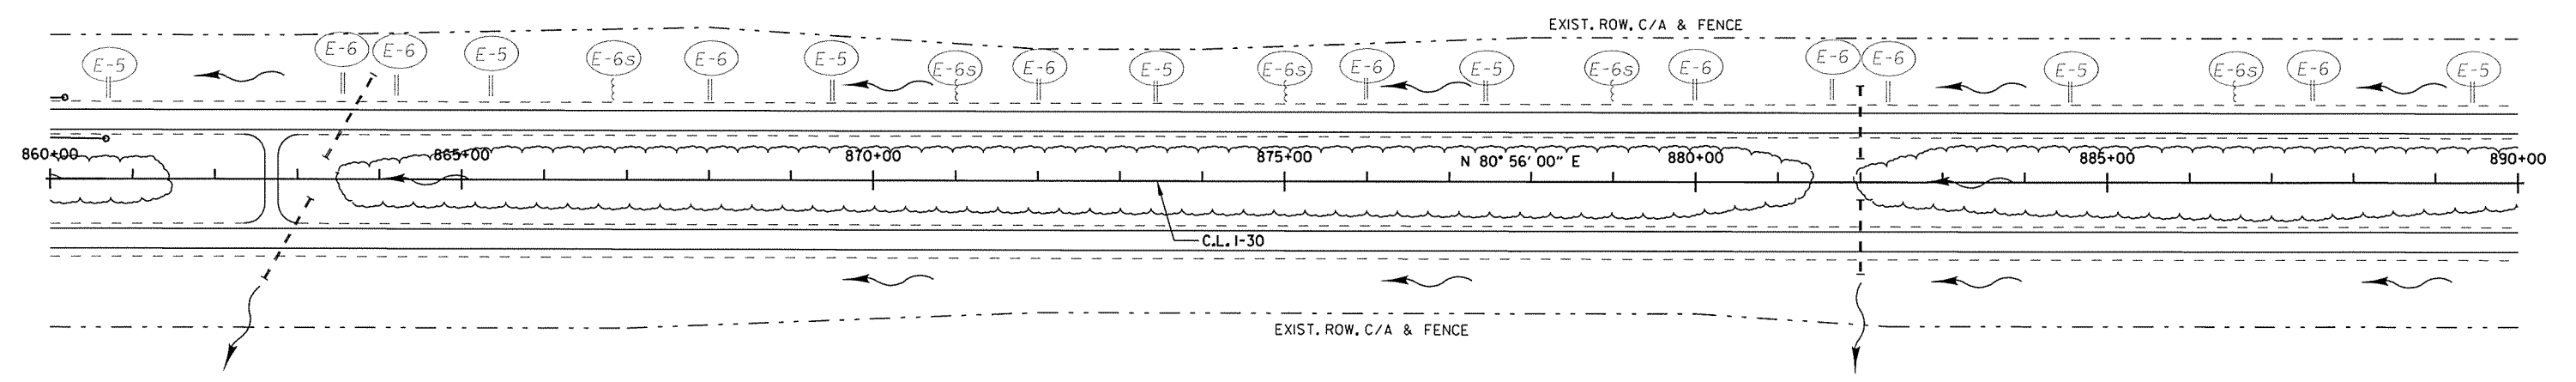 EXIST. ROW, C/A & FENCE
E-5 E-6 E-6 E-5 E-6s E-6 E-5 E-6s E-6 E-5 E-6s E-6 E-5 E-6s E-6 E-6 E-6 E-5 E-6s E-6 E-5
860+00 865+00 870+00 875+00 N 80° 56' 00" E 880+00 885+00 890+00
C.L. I-30
EXIST. ROW, C/A & FENCE